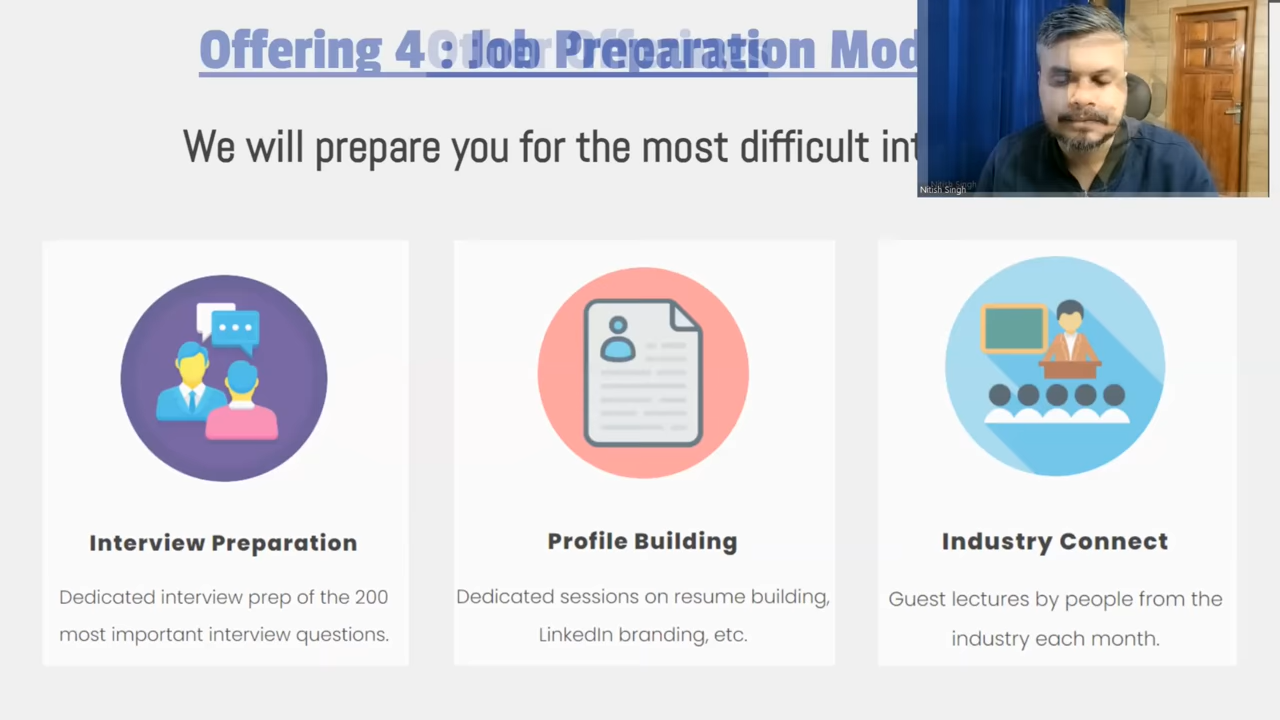 Offering 4 : Job Preparation Mod
Other Offerings
We will prepare you for the most difficult int
Nitish Singh
Interview Preparation
Profile Building
Industry Connect
Dedicated interview prep of the 200
most important interview questions.
Dedicated sessions on resume building,
LinkedIn branding, etc.
Guest lectures by people from the
industry each month.